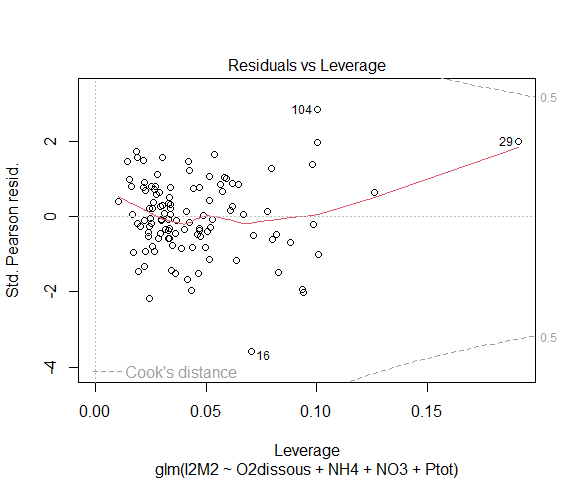 Residuals vs Leverage
Std. Pearson resid.
2
0
-2
-4
104
29
16
0.5
0.5
Cook's distance
0.00
0.05
0.10
0.15
Leverage
glm(I2M2 ~ O2dissous + NH4 + NO3 + Ptot)